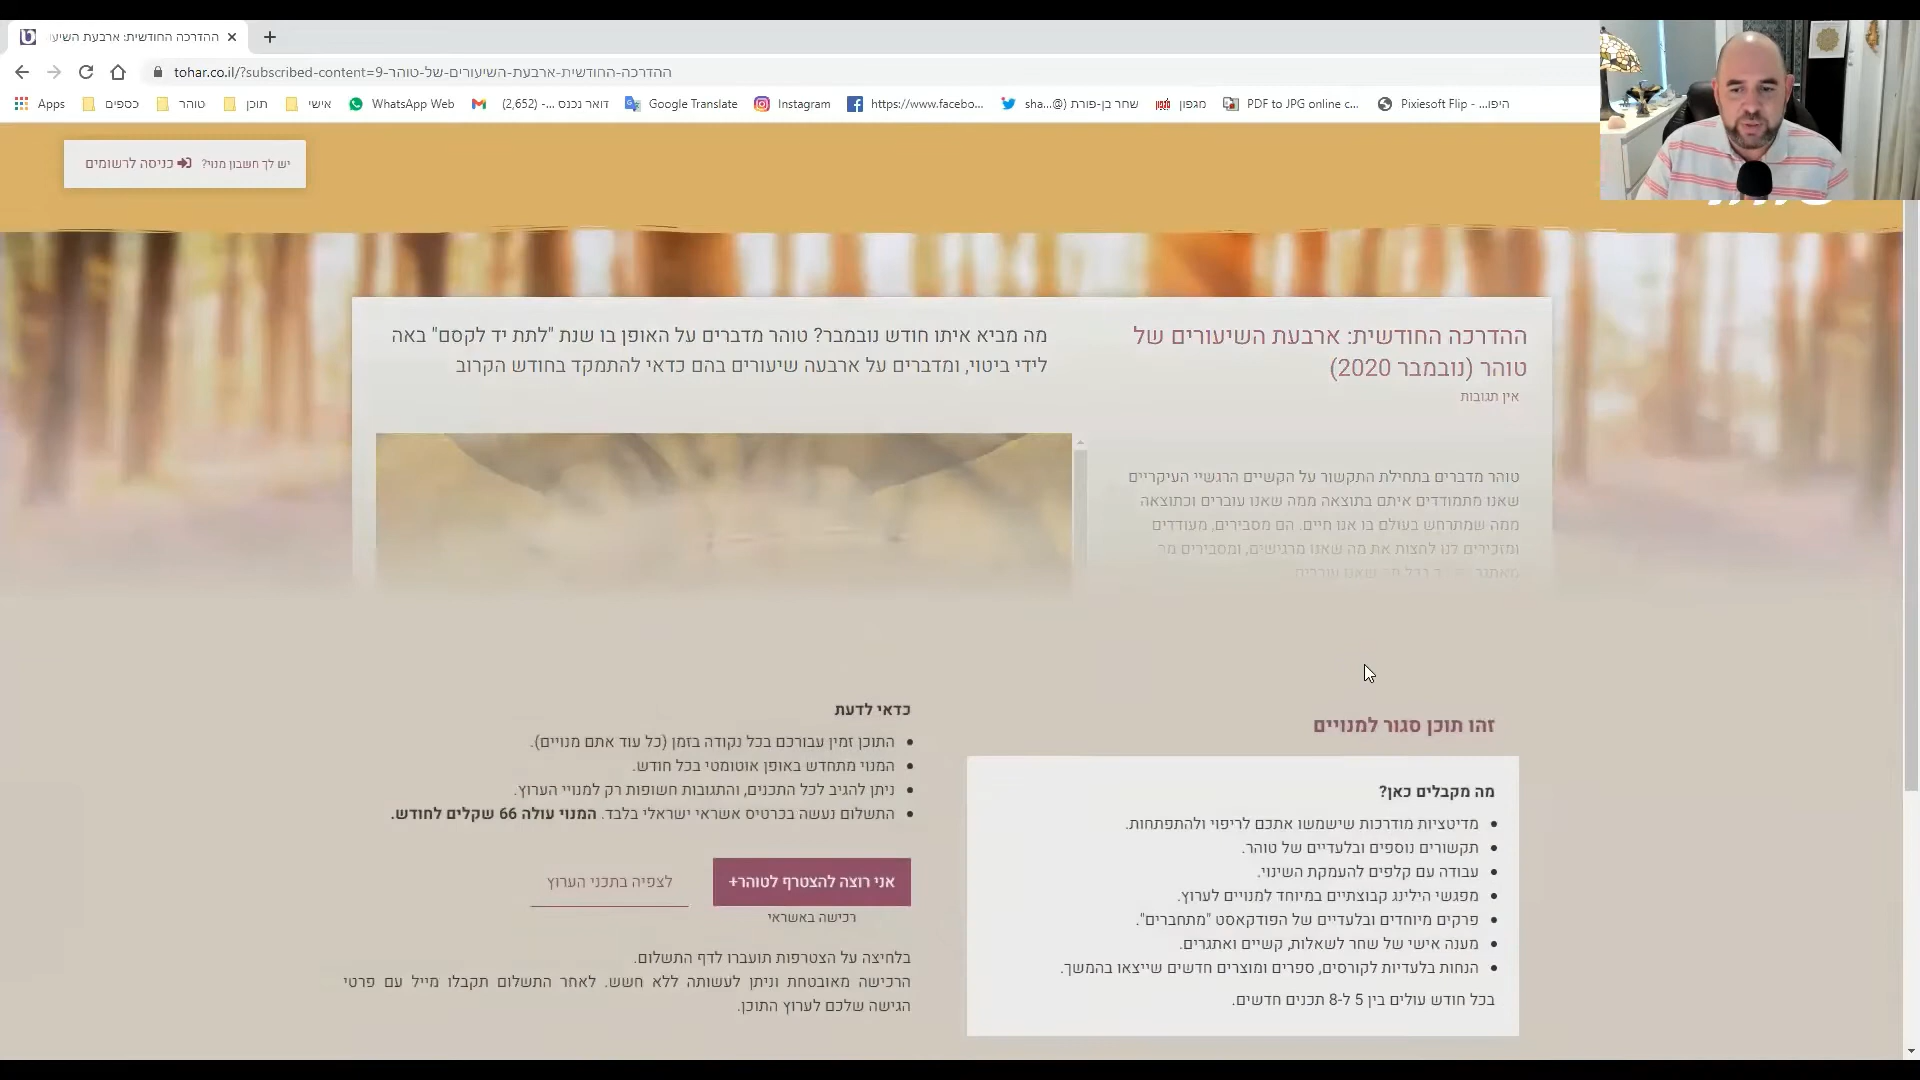 ההדרכה החודשית: ארבעת השיעו
tohar.co.il/?subscribed-content=9-ההדרכה-החודשית-ארבעת-השיעורים-של-טוהר
Apps כספים טוהר תוכן אישי WhatsApp Web דואר נכנס -... (2,652) Google Translate Instagram https://www.facebo... שחר בן-פורת (@...sha מגפון PDF to JPG online c... Pixiesoft Flip -...היפו
יש לך חשבון מנוי? כניסה לרשומים
ההדרכה החודשית: ארבעת השיעורים של
טוהר (נובמבר 2020)
אין תגובות
מה מביא איתו חודש נובמבר? טוהר מדברים על האופן בו שנת "לתת יד לקסם" באה
לידי ביטוי, ומדברים על ארבעה שיעורים בהם כדאי להתמקד בחודש הקרוב
טוהר מדברים בתחילת התקשור על הקשיים הרגשיי העיקריים
שאנו מתמודדים איתם בתוצאה ממה שאנו עוברים וכתוצאה
ממה שמתרחש בעולם בו אנו חיים. הם מסבירים, מעודדים
ומזכירים לנו לחצות את מה שאנו מרגישים, ומסבירים מה
זהו תוכן סגור למנויים
מה מקבלים כאן?
• מדיטציות מודרכות שישמשו אתכם לריפוי ולהתפתחות.
• תקשורים נוספים ובלעדיים של טוהר.
• עבודה עם קלפים להעמקת השינוי.
• מפגשי הילינג קבוצתיים במיוחד למנויים לערוץ.
• פרקים מיוחדים ובלעדיים של הפודקאסט "מתחברים".
• מענה אישי של שחר לשאלות, קשיים ואתגרים.
• הנחות בלעדיות לקורסים, ספרים ומוצרים חדשים שייצאו בהמשך.
בכל חודש עולים בין 5 ל-8 תכנים חדשים.
כדאי לדעת
• התוכן זמין עבורכם בכל נקודה בזמן (כל עוד אתם מנויים).
• המנוי מתחדש באופן אוטומטי בכל חודש.
• ניתן להגיב לכל התכנים, והתגובות חשופות רק למנויי הערוץ.
• התשלום נעשה בכרטיס אשראי ישראלי בלבד. המנוי עולה 66 שקלים לחודש.
אני רוצה להצטרף לטוהר+
לצפיה בתכני הערוץ
רכישה באשראי
בלחיצה על הצטרפות תועברו לדף התשלום.
הרכישה מאובטחת וניתן לעשותה ללא חשש. לאחר התשלום תקבלו מייל עם פרטי
הגישה שלכם לערוץ התוכן.